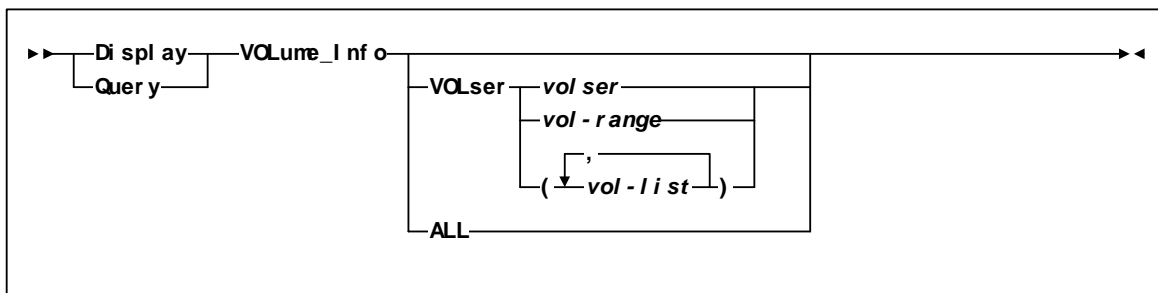 Display VOLume_Info
Query
VOLser volser
vol-range
,
( vol-list )
ALL